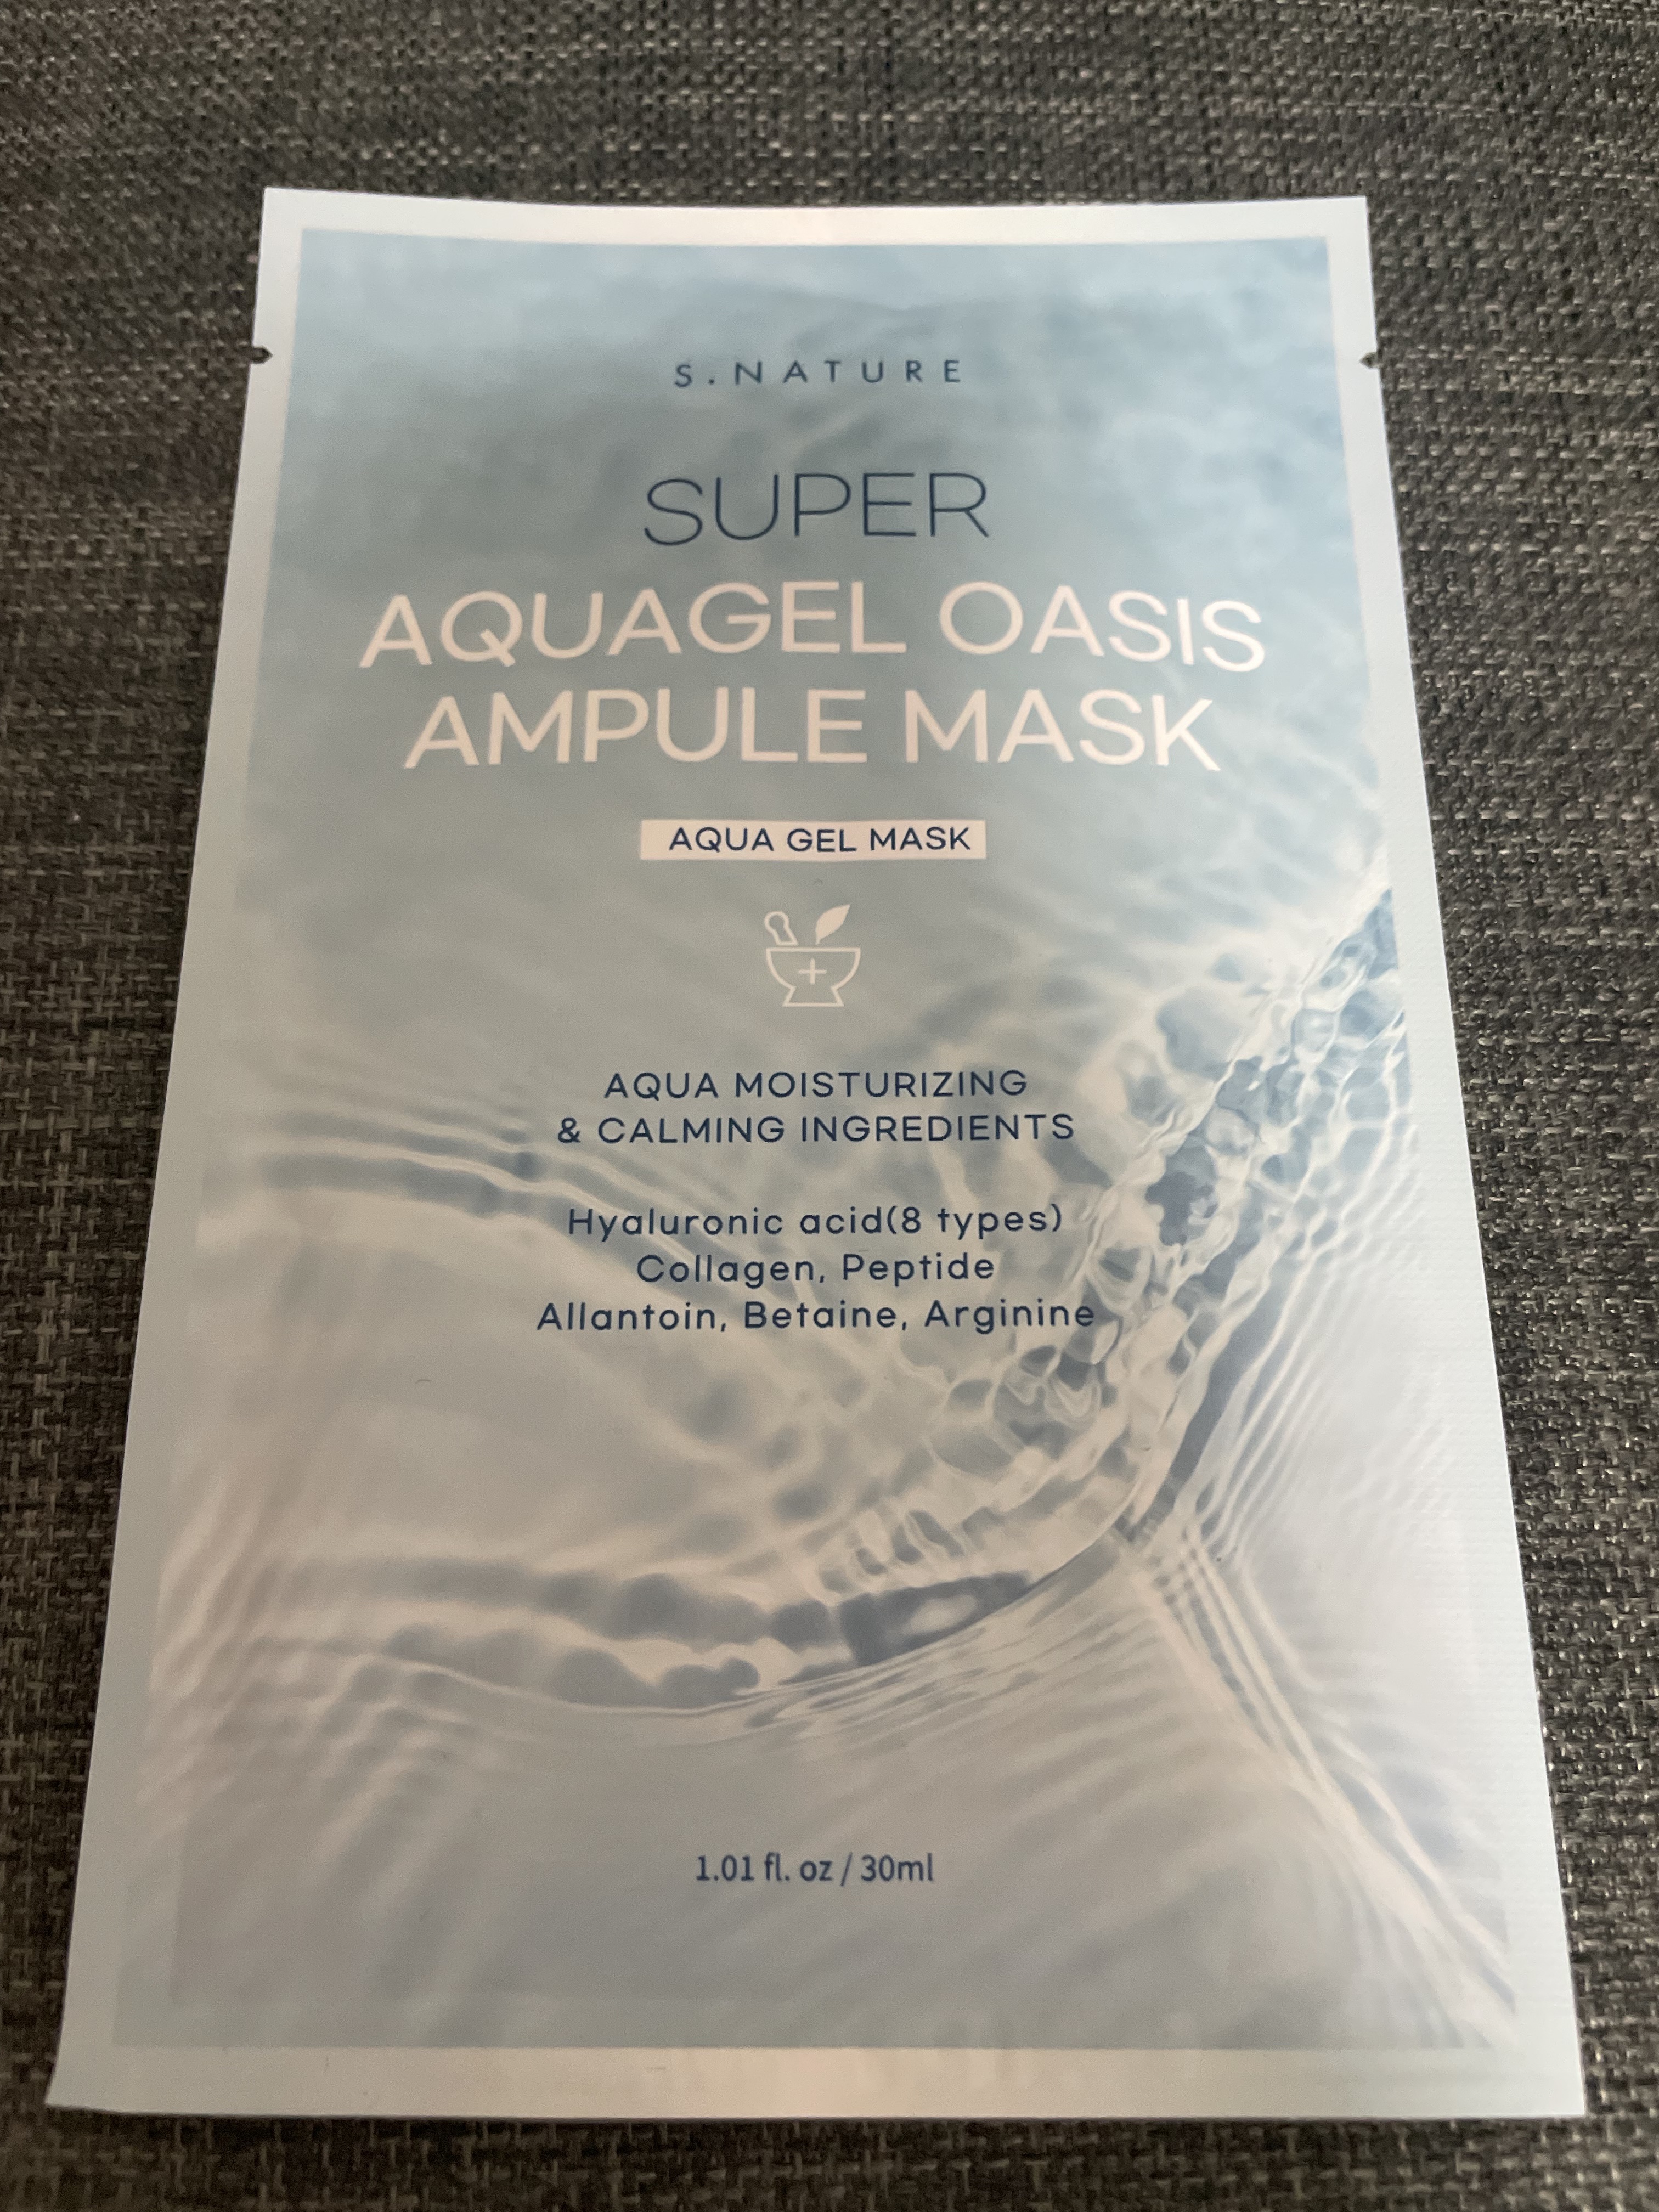 S.NATURE
SUPER
AQUAGEL OASIS
AMPULE MASK
AQUA GEL MASK
AQUA MOISTURIZING
& CALMING INGREDIENTS
Hyaluronic acid(8 types)
Collagen, Peptide
Allantoin, Betaine, Arginine
1.01 fl. oz / 30ml